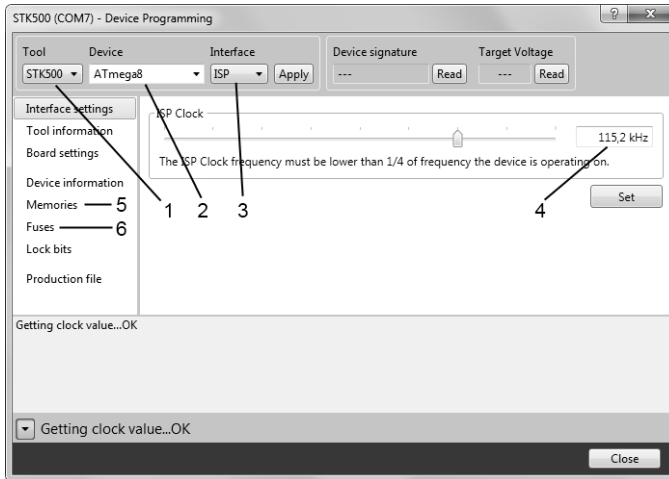 STK500 (COM7) - Device Programming
? X
Tool Device Interface Device signature Target Voltage
STK500 ATmega8 ISP Apply --- Read --- Read
Interface settings
Tool information
Board settings
Device information
Memories 5
Fuses 6
Lock bits
Production file
ISP Clock
115,2 kHz
The ISP Clock frequency must be lower than 1/4 of frequency the device is operating on.
Set
1 2 3 4
Getting clock value...OK
Getting clock value...OK
Close